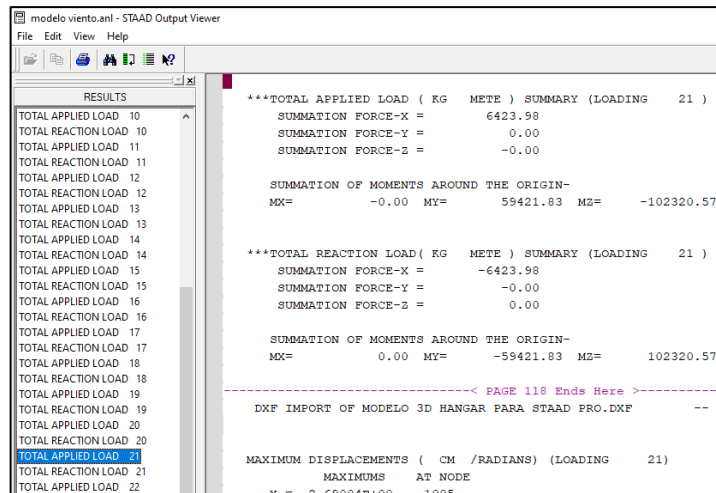 modelo viento.anl - STAAD Output Viewer
File Edit View Help
RESULTS
TOTAL APPLIED LOAD 10
TOTAL REACTION LOAD 10
TOTAL APPLIED LOAD 11
TOTAL REACTION LOAD 11
TOTAL APPLIED LOAD 12
TOTAL REACTION LOAD 12
TOTAL APPLIED LOAD 13
TOTAL REACTION LOAD 13
TOTAL APPLIED LOAD 14
TOTAL REACTION LOAD 14
TOTAL APPLIED LOAD 15
TOTAL REACTION LOAD 15
TOTAL APPLIED LOAD 16
TOTAL REACTION LOAD 16
TOTAL APPLIED LOAD 17
TOTAL REACTION LOAD 17
TOTAL APPLIED LOAD 18
TOTAL REACTION LOAD 18
TOTAL APPLIED LOAD 19
TOTAL REACTION LOAD 19
TOTAL APPLIED LOAD 20
TOTAL REACTION LOAD 20
TOTAL APPLIED LOAD 21
TOTAL REACTION LOAD 21
TOTAL APPLIED LOAD 22
***TOTAL APPLIED LOAD ( KG METE ) SUMMARY (LOADING 21 )
SUMMATION FORCE-X = 6423.98
SUMMATION FORCE-Y = 0.00
SUMMATION FORCE-Z = -0.00
SUMMATION OF MOMENTS AROUND THE ORIGIN-
MX= -0.00 MY= 59421.83 MZ= -102320.57
***TOTAL REACTION LOAD( KG METE ) SUMMARY (LOADING 21 )
SUMMATION FORCE-X = -6423.98
SUMMATION FORCE-Y = -0.00
SUMMATION FORCE-Z = 0.00
SUMMATION OF MOMENTS AROUND THE ORIGIN-
MX= 0.00 MY= -59421.83 MZ= 102320.57
< PAGE 118 Ends Here >
DXF IMPORT OF MODELO 3D HANGAR PARA STAAD PRO.DXF --
MAXIMUM DISPLACEMENTS ( CM /RADIANS) (LOADING 21)
MAXIMUMS AT NODE